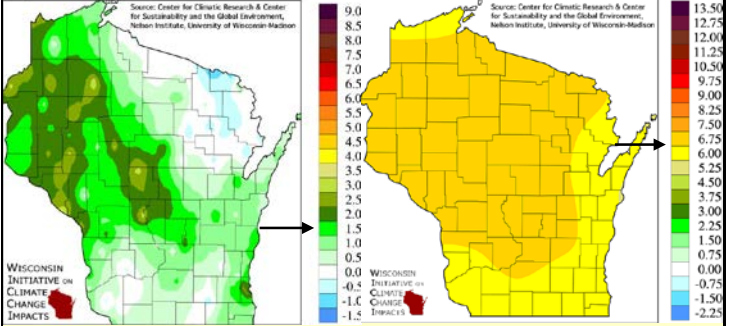 Source: Center for Climatic Research & Center
for Sustainability and the Global Environment,
Nelson Institute, University of Wisconsin-Madison
WISCONSIN
INITIATIVE ON
CLIMATE
CHANGE
IMPACTS
9.0
8.5
8.0
7.5
7.0
6.5
6.0
5.5
5.0
4.5
4.0
3.5
3.0
2.5
2.0
1.5
1.0
0.5
0.0
-0.5
-1.0
-1.5
Source: Center for Climatic Research & Center
for Sustainability and the Global Environment,
Nelson Institute, University of Wisconsin-Madison
WISCONSIN
INITIATIVE ON
CLIMATE
CHANGE
IMPACTS
13.50
12.75
12.00
11.25
10.50
9.75
9.00
8.25
7.50
6.75
6.00
5.25
4.50
3.75
3.00
2.25
1.50
0.75
0.00
-0.75
-1.50
-2.25